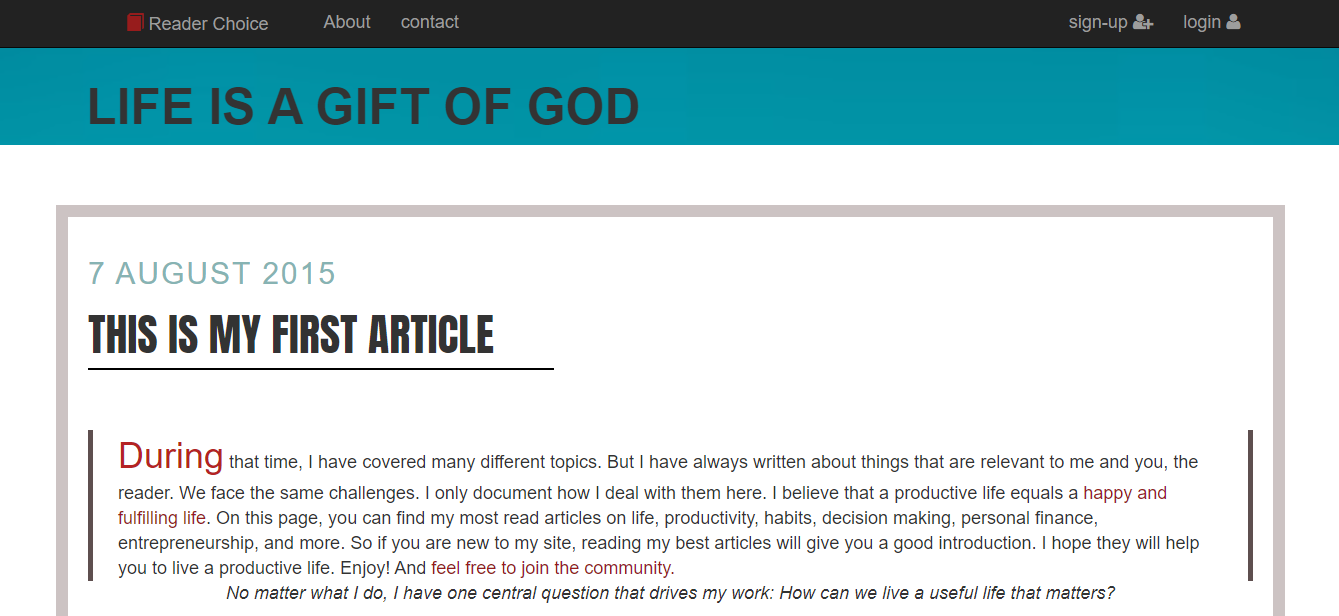 Reader Choice About contact sign-up login
LIFE IS A GIFT OF GOD
7 AUGUST 2015
THIS IS MY FIRST ARTICLE
During that time, I have covered many different topics. But I have always written about things that are relevant to me and you, the
reader. We face the same challenges. I only document how I deal with them here. I believe that a productive life equals a happy and
fulfilling life. On this page, you can find my most read articles on life, productivity, habits, decision making, personal finance,
entrepreneurship, and more. So if you are new to my site, reading my best articles will give you a good introduction. I hope they will help
you to live a productive life. Enjoy! And feel free to join the community.
No matter what I do, I have one central question that drives my work: How can we live a useful life that matters?